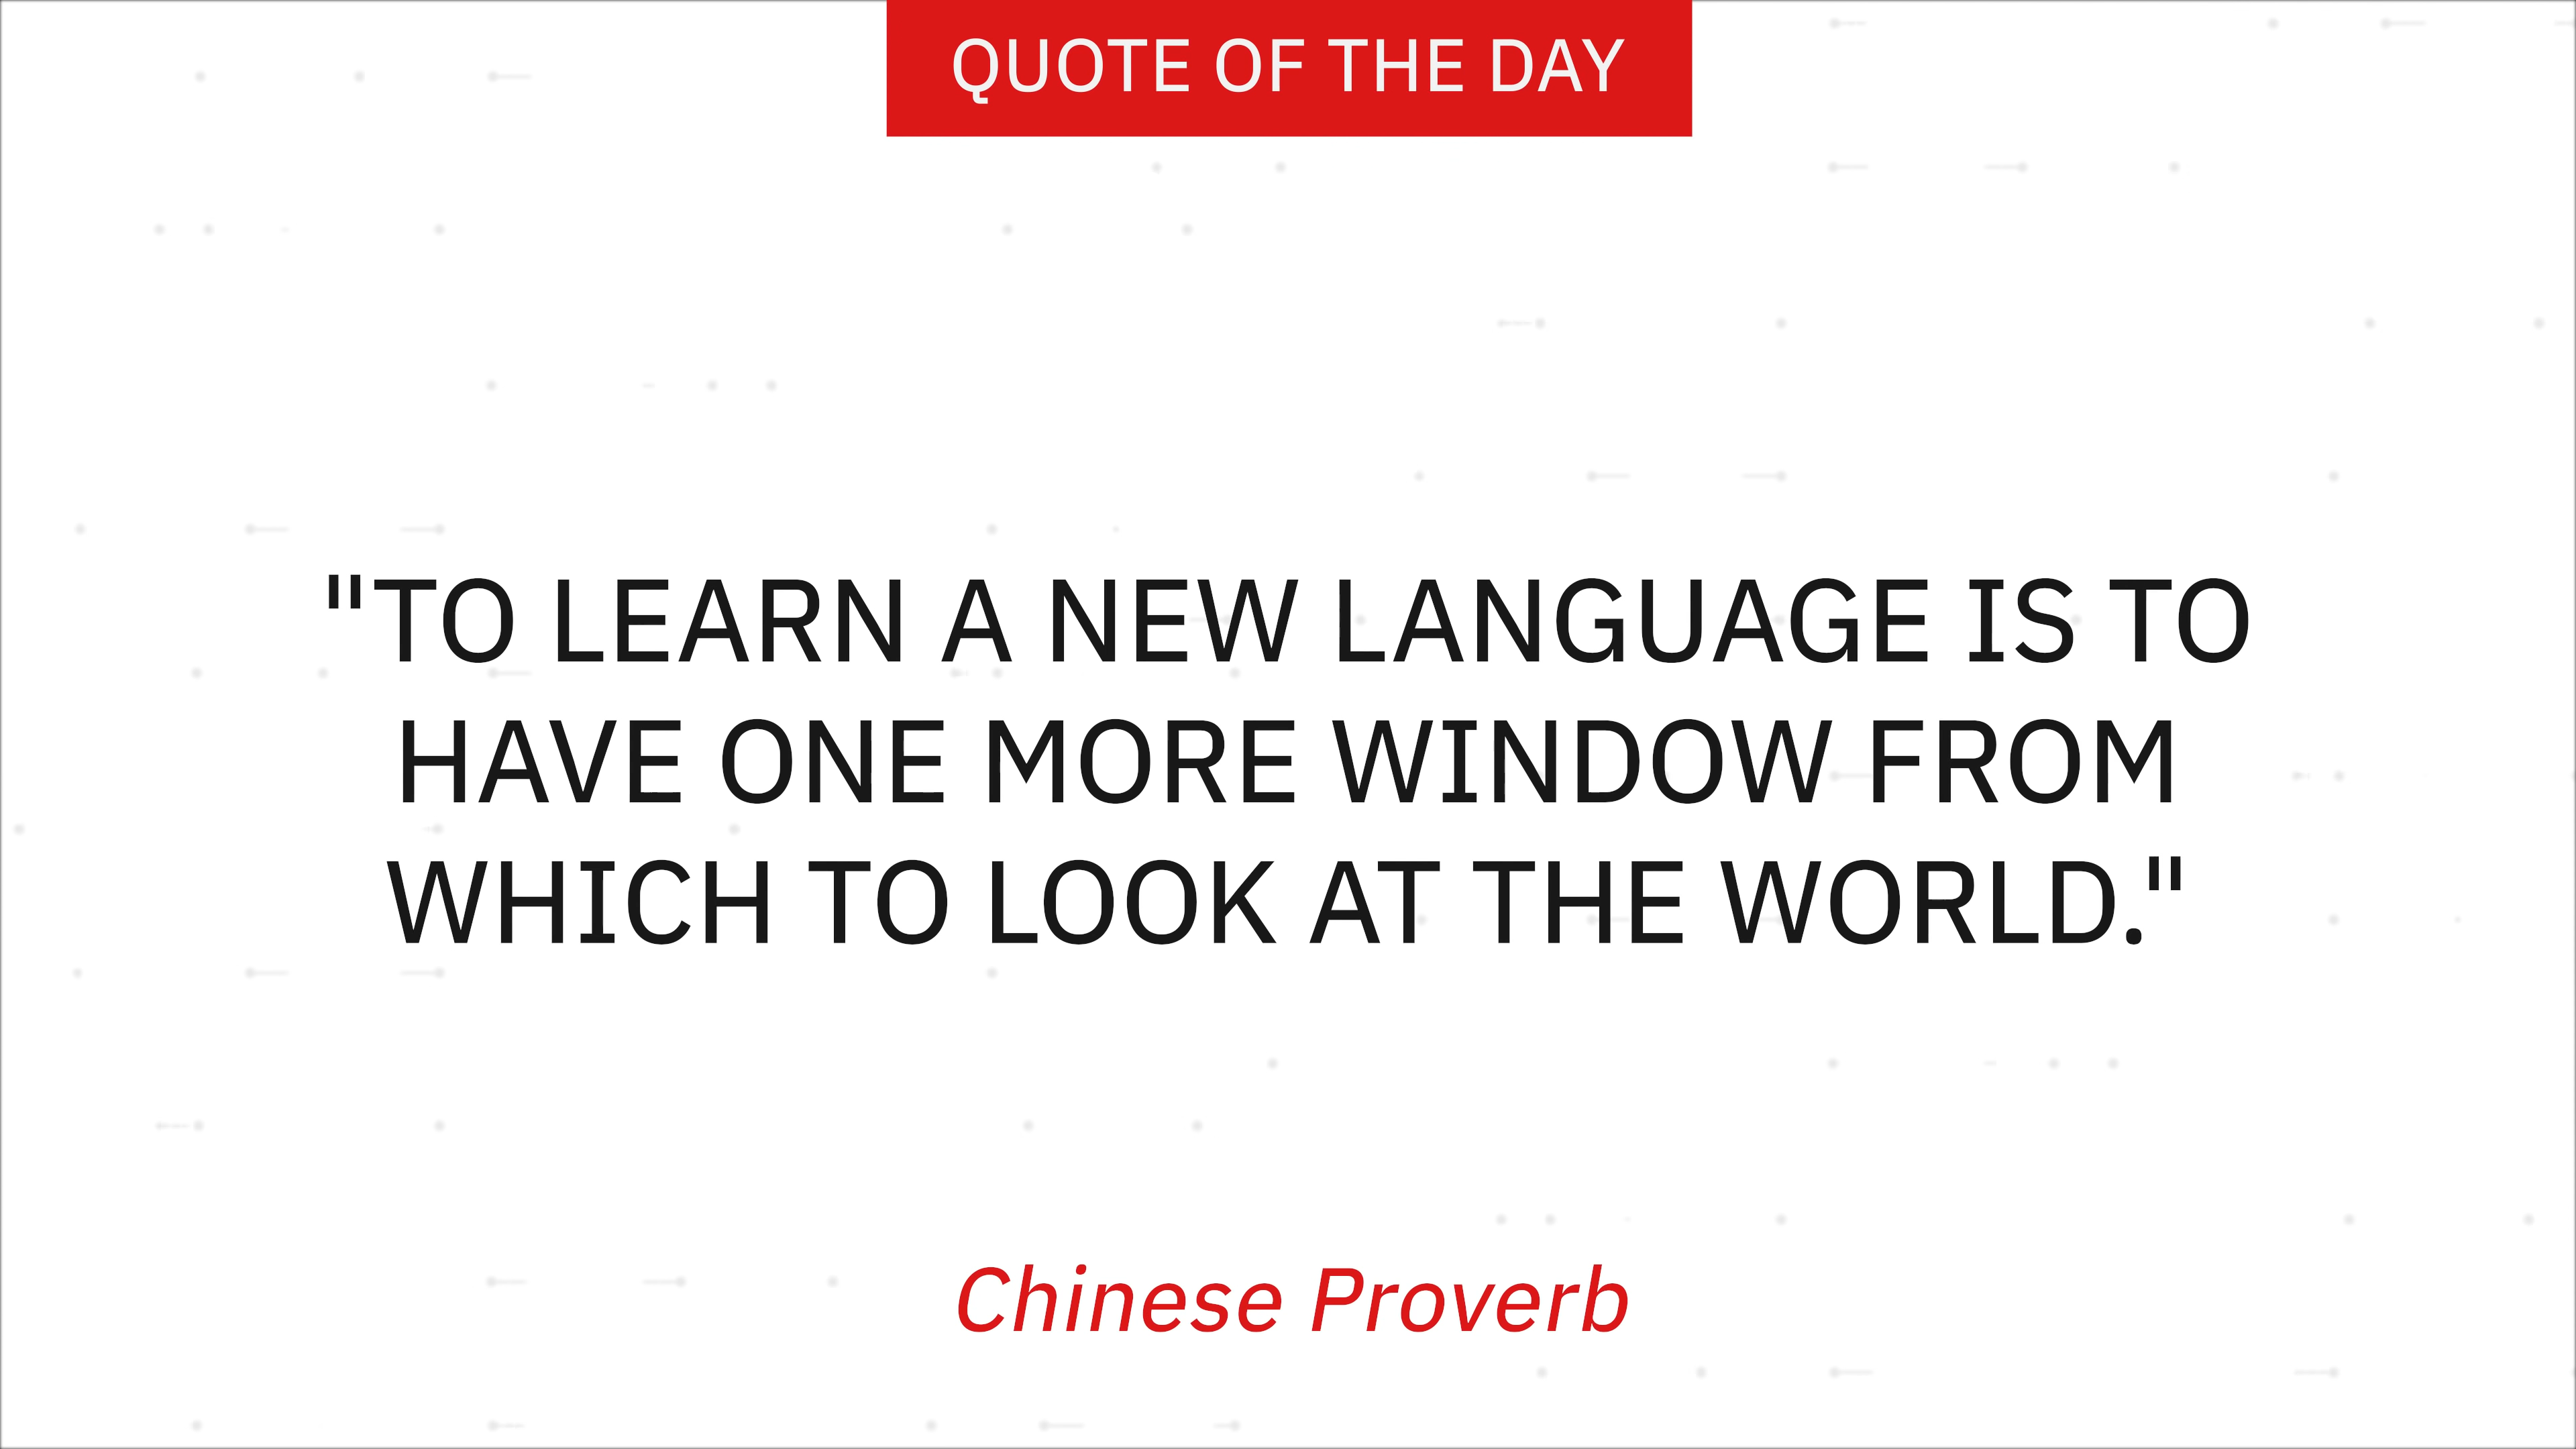 QUOTE OF THE DAY
"TO LEARN A NEW LANGUAGE IS TO
HAVE ONE MORE WINDOW FROM
WHICH TO LOOK AT THE WORLD."
Chinese Proverb